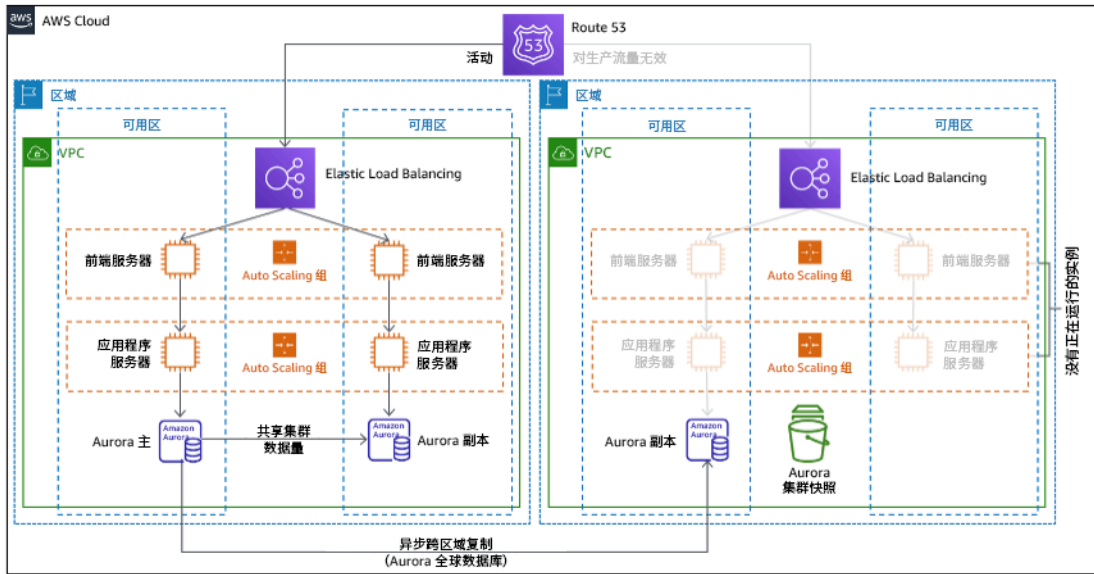 aws
AWS Cloud
Route 53
53
活动
对生产流量无效
区域
可用区
可用区
VPC
Elastic Load Balancing
前端服务器
Auto Scaling 组
前端服务器
应用程序
服务器
Auto Scaling 组
应用程序
服务器
Aurora 主
Amazon
Aurora
共享集群
数据量
Amazon
Aurora
Aurora 副本
区域
可用区
可用区
VPC
Elastic Load Balancing
前端服务器
Auto Scaling 组
前端服务器
应用程序
服务器
Auto Scaling 组
应用程序
服务器
没有正在运行的实例
Aurora 副本
Amazon
Aurora
Aurora
集群快照
异步跨区域复制
(Aurora 全球数据库)